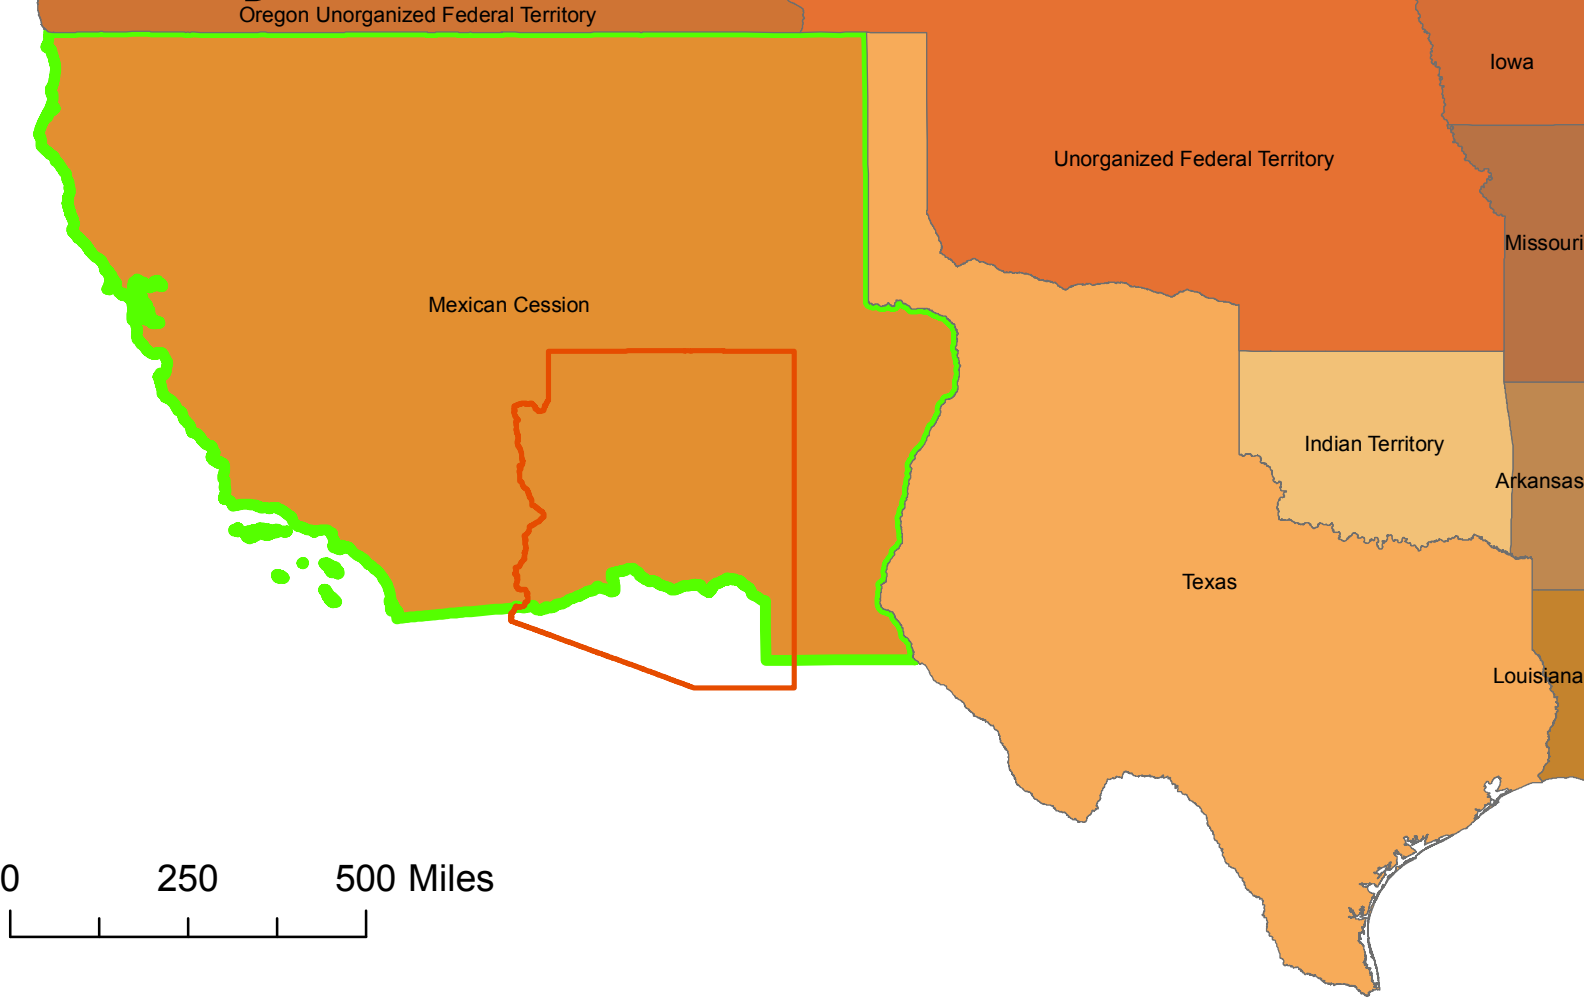 Oregon Unorganized Federal Territory
Iowa
Unorganized Federal Territory
Missouri
Mexican Cession
Indian Territory
Arkansas
Texas
Louisiana
0 250 500 Miles